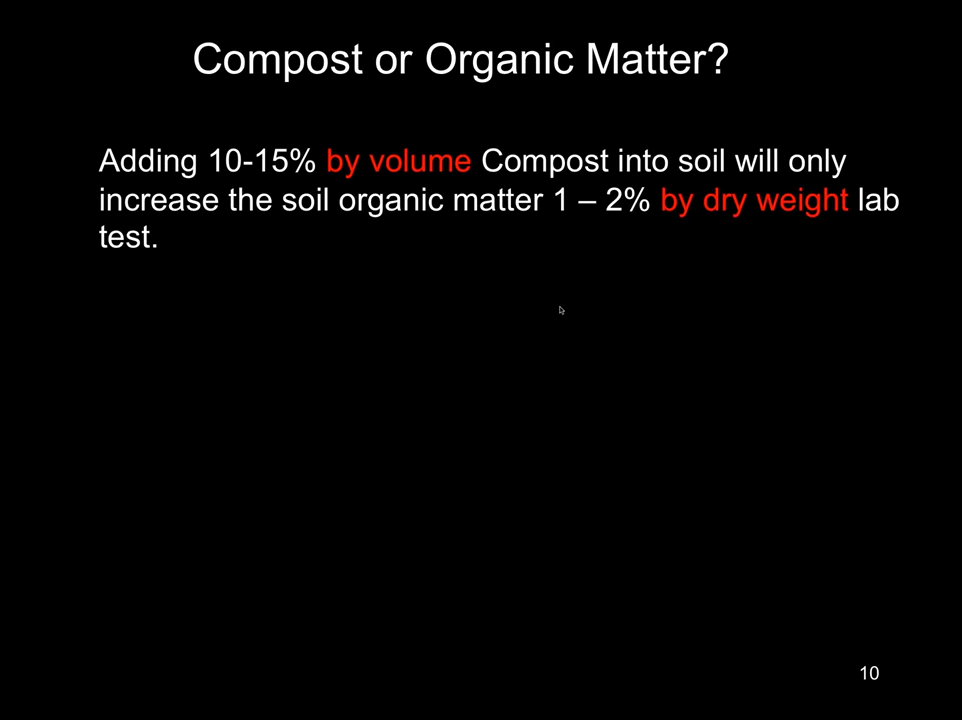 Compost or Organic Matter?
Adding 10-15% by volume Compost into soil will only
increase the soil organic matter 1 – 2% by dry weight lab
test.
10